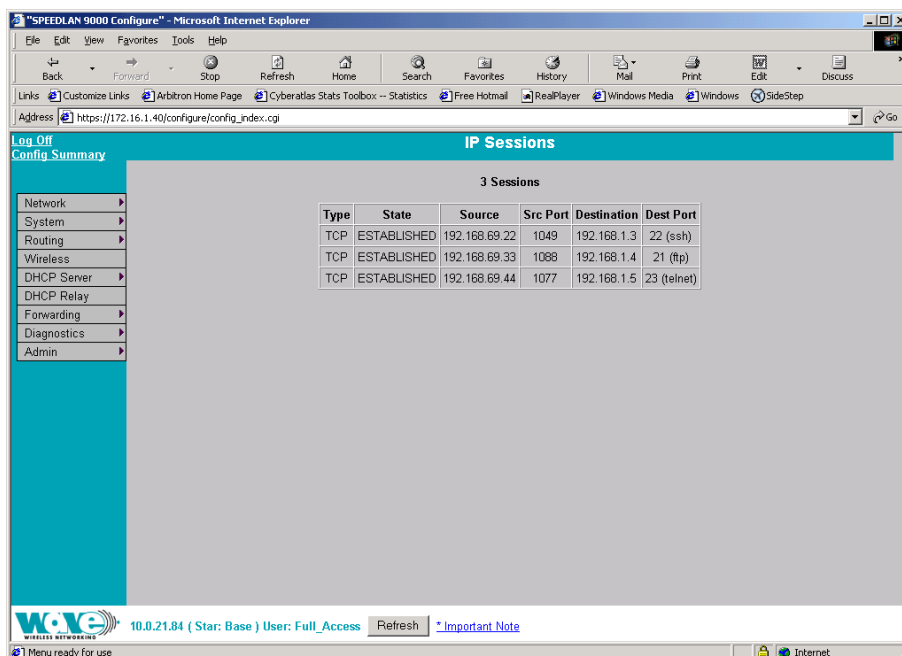 "SPEEDLAN 9000 Configure" - Microsoft Internet Explorer
File Edit View Favorites Tools Help
Back Forward Stop Refresh Home Search Favorites History Mail Print Edit Discuss
Links Customize Links Arbitron Home Page Cyberatlas Stats Toolbox -- Statistics Free Hotmail RealPlayer Windows Media Windows SideStep
Address https://172.16.1.40/configure/config_index.cgi Go
Log Off
Config Summary
IP Sessions
3 Sessions
Network
System
Routing
Wireless
DHCP Server
DHCP Relay
Forwarding
Diagnostics
Admin
Type State Source Src Port Destination Dest Port
TCP ESTABLISHED 192.168.69.22 1049 192.168.1.3 22 (ssh)
TCP ESTABLISHED 192.168.69.33 1088 192.168.1.4 21 (ftp)
TCP ESTABLISHED 192.168.69.44 1077 192.168.1.5 23 (telnet)
WAVE
WIRELESS NETWORKING
10.0.21.84 ( Star: Base ) User: Full_Access Refresh * Important Note
Menu ready for use Internet